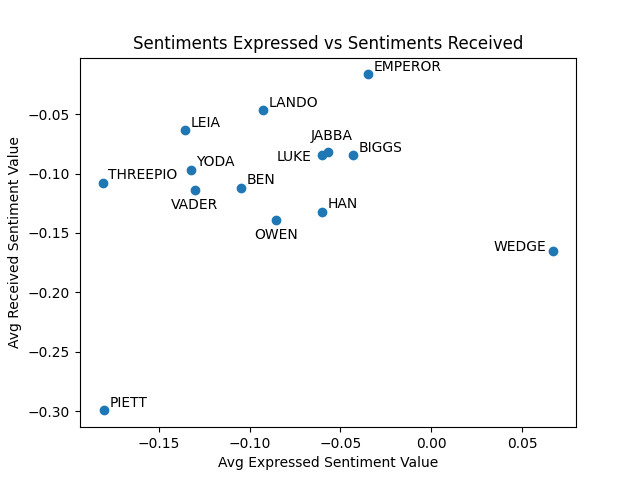 Sentiments Expressed vs Sentiments Received
EMPEROR
LANDO
LEIA
JABBA
BIGGS
LUKE
YODA
THREEPIO
BEN
VADER
HAN
OWEN
WEDGE
PIETT
−0.05
−0.10
−0.15
−0.20
−0.25
−0.30
Avg Received Sentiment Value
−0.15
−0.10
−0.05
0.00
0.05
Avg Expressed Sentiment Value